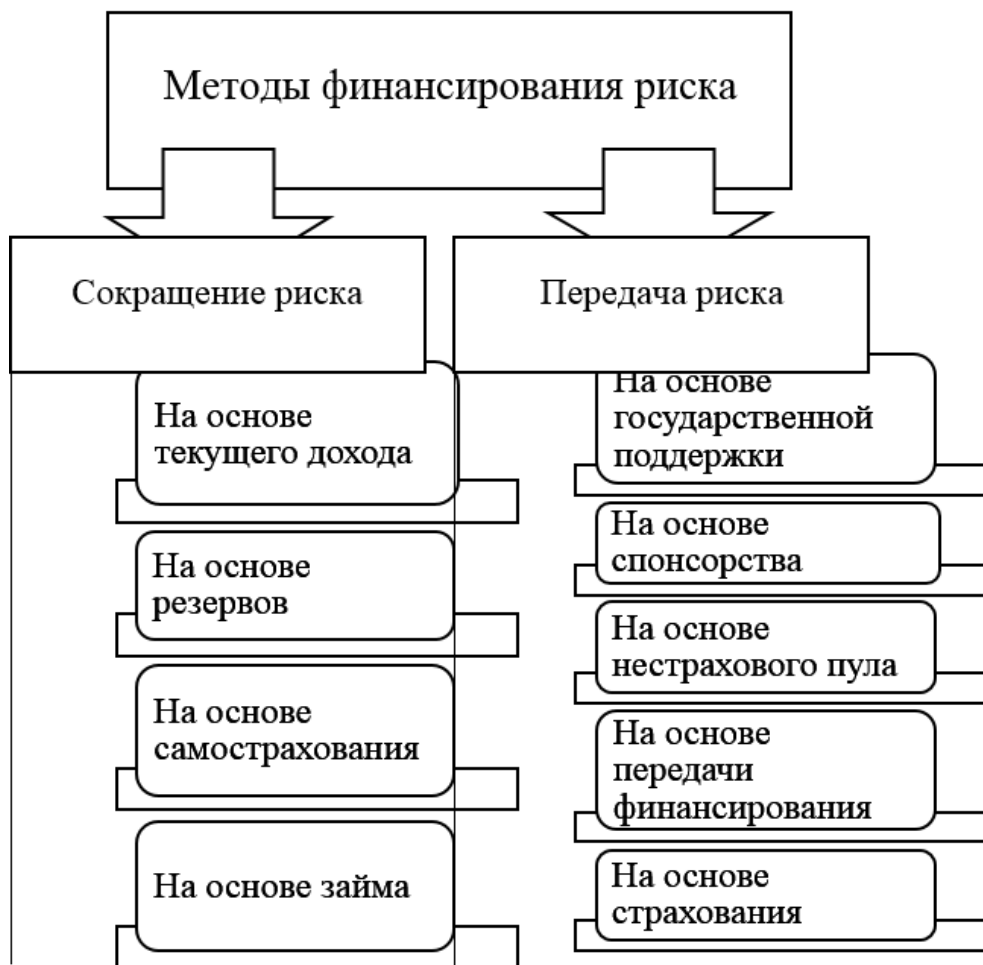 Методы финансирования риска
Сокращение риска
На основе
текущего дохода
На основе
резервов
На основе
самострахования
На основе займа
Передача риска
На основе
государственной
поддержки
На основе
спонсорства
На основе
нестрахового пула
На основе
передачи
финансирования
На основе
страхования